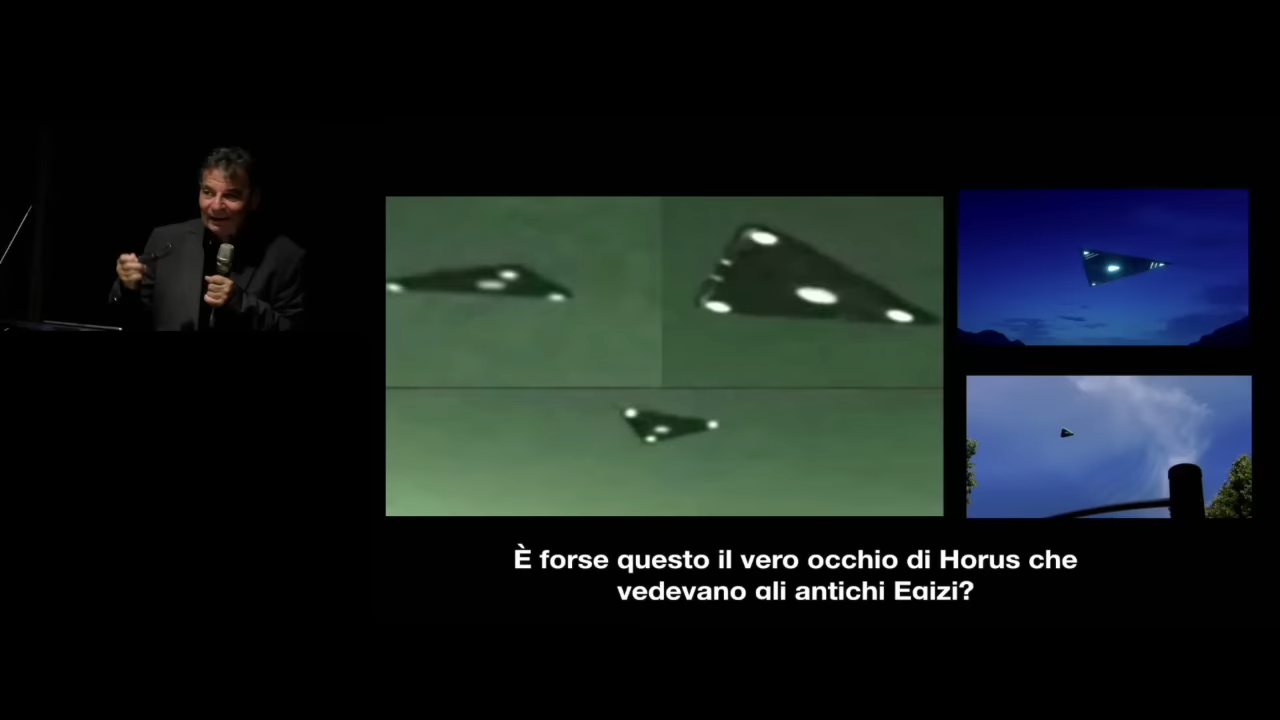 È forse questo il vero occhio di Horus che
vedevano gli antichi Egizi?